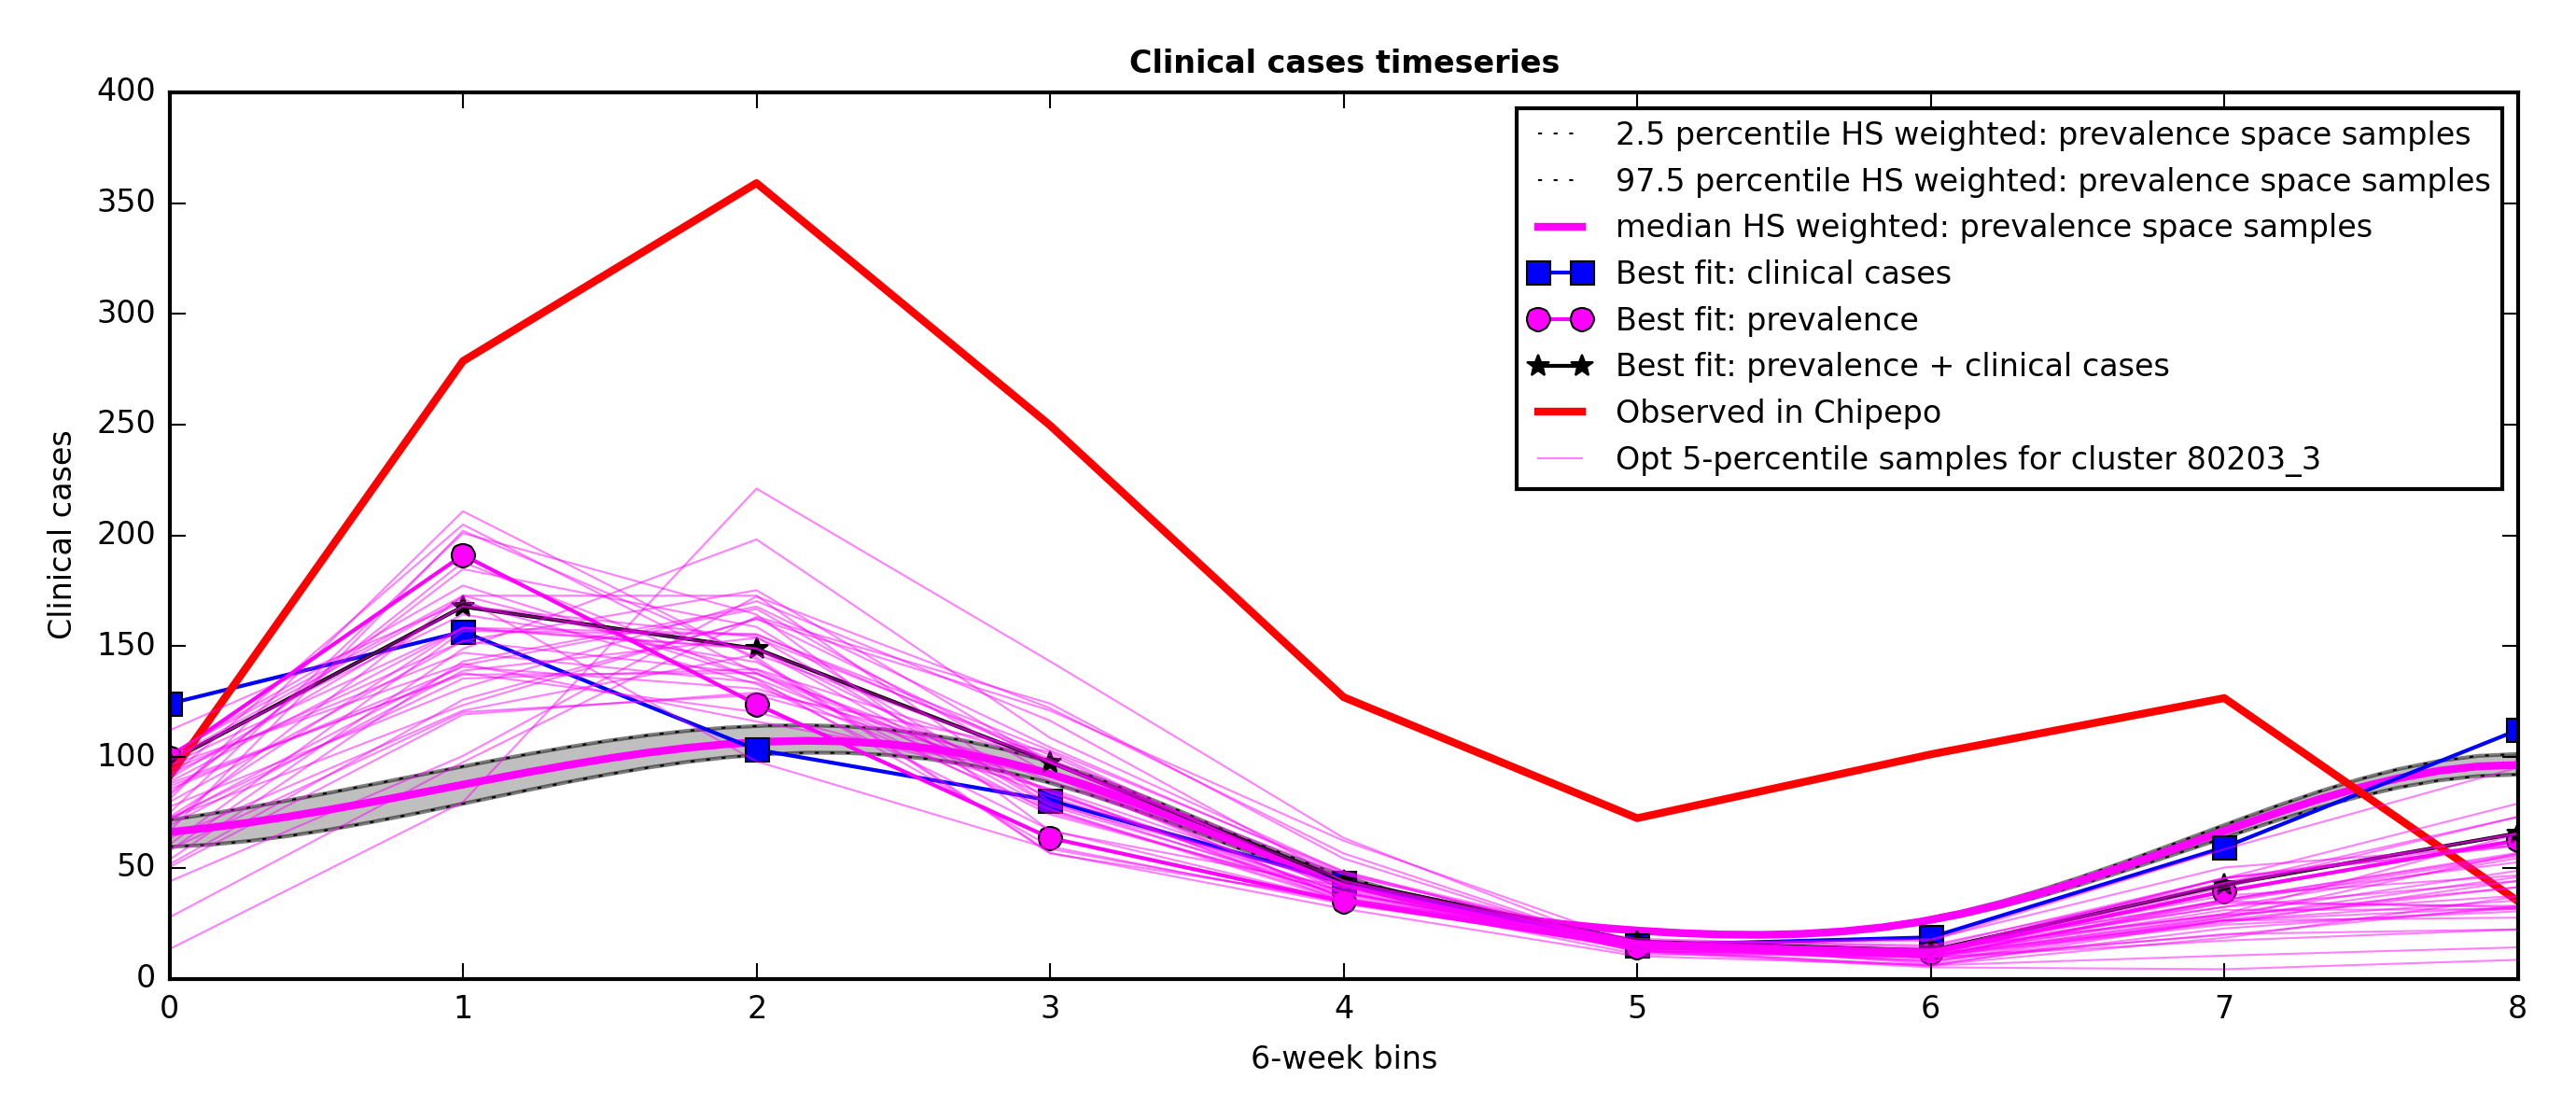 Clinical cases timeseries
400
350
300
250
200
150
100
50
0
Clinical cases
2.5 percentile HS weighted: prevalence space samples
97.5 percentile HS weighted: prevalence space samples
median HS weighted: prevalence space samples
Best fit: clinical cases
Best fit: prevalence
Best fit: prevalence + clinical cases
Observed in Chipepo
Opt 5-percentile samples for cluster 80203_3
0 1 2 3 4 5 6 7 8
6-week bins